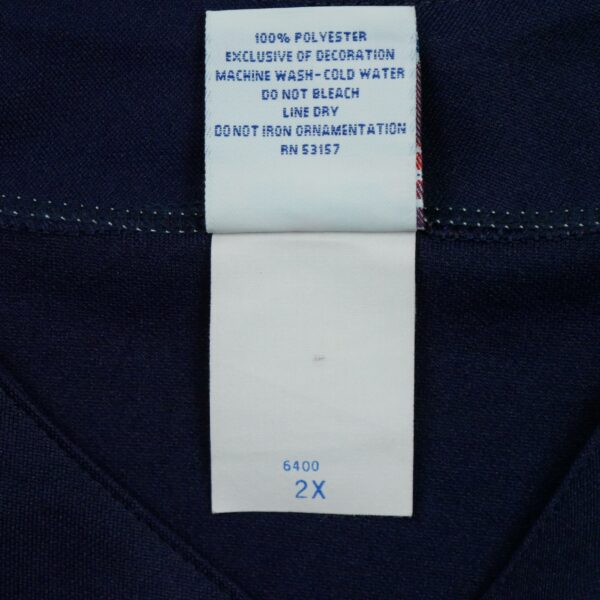 100% POLYESTER
EXCLUSIVE OF DECORATION
MACHINE WASH-COLD WATER
DO NOT BLEACH
LINE DRY
DO NOT IRON ORNAMENTATION
RN 53157
6400
2X